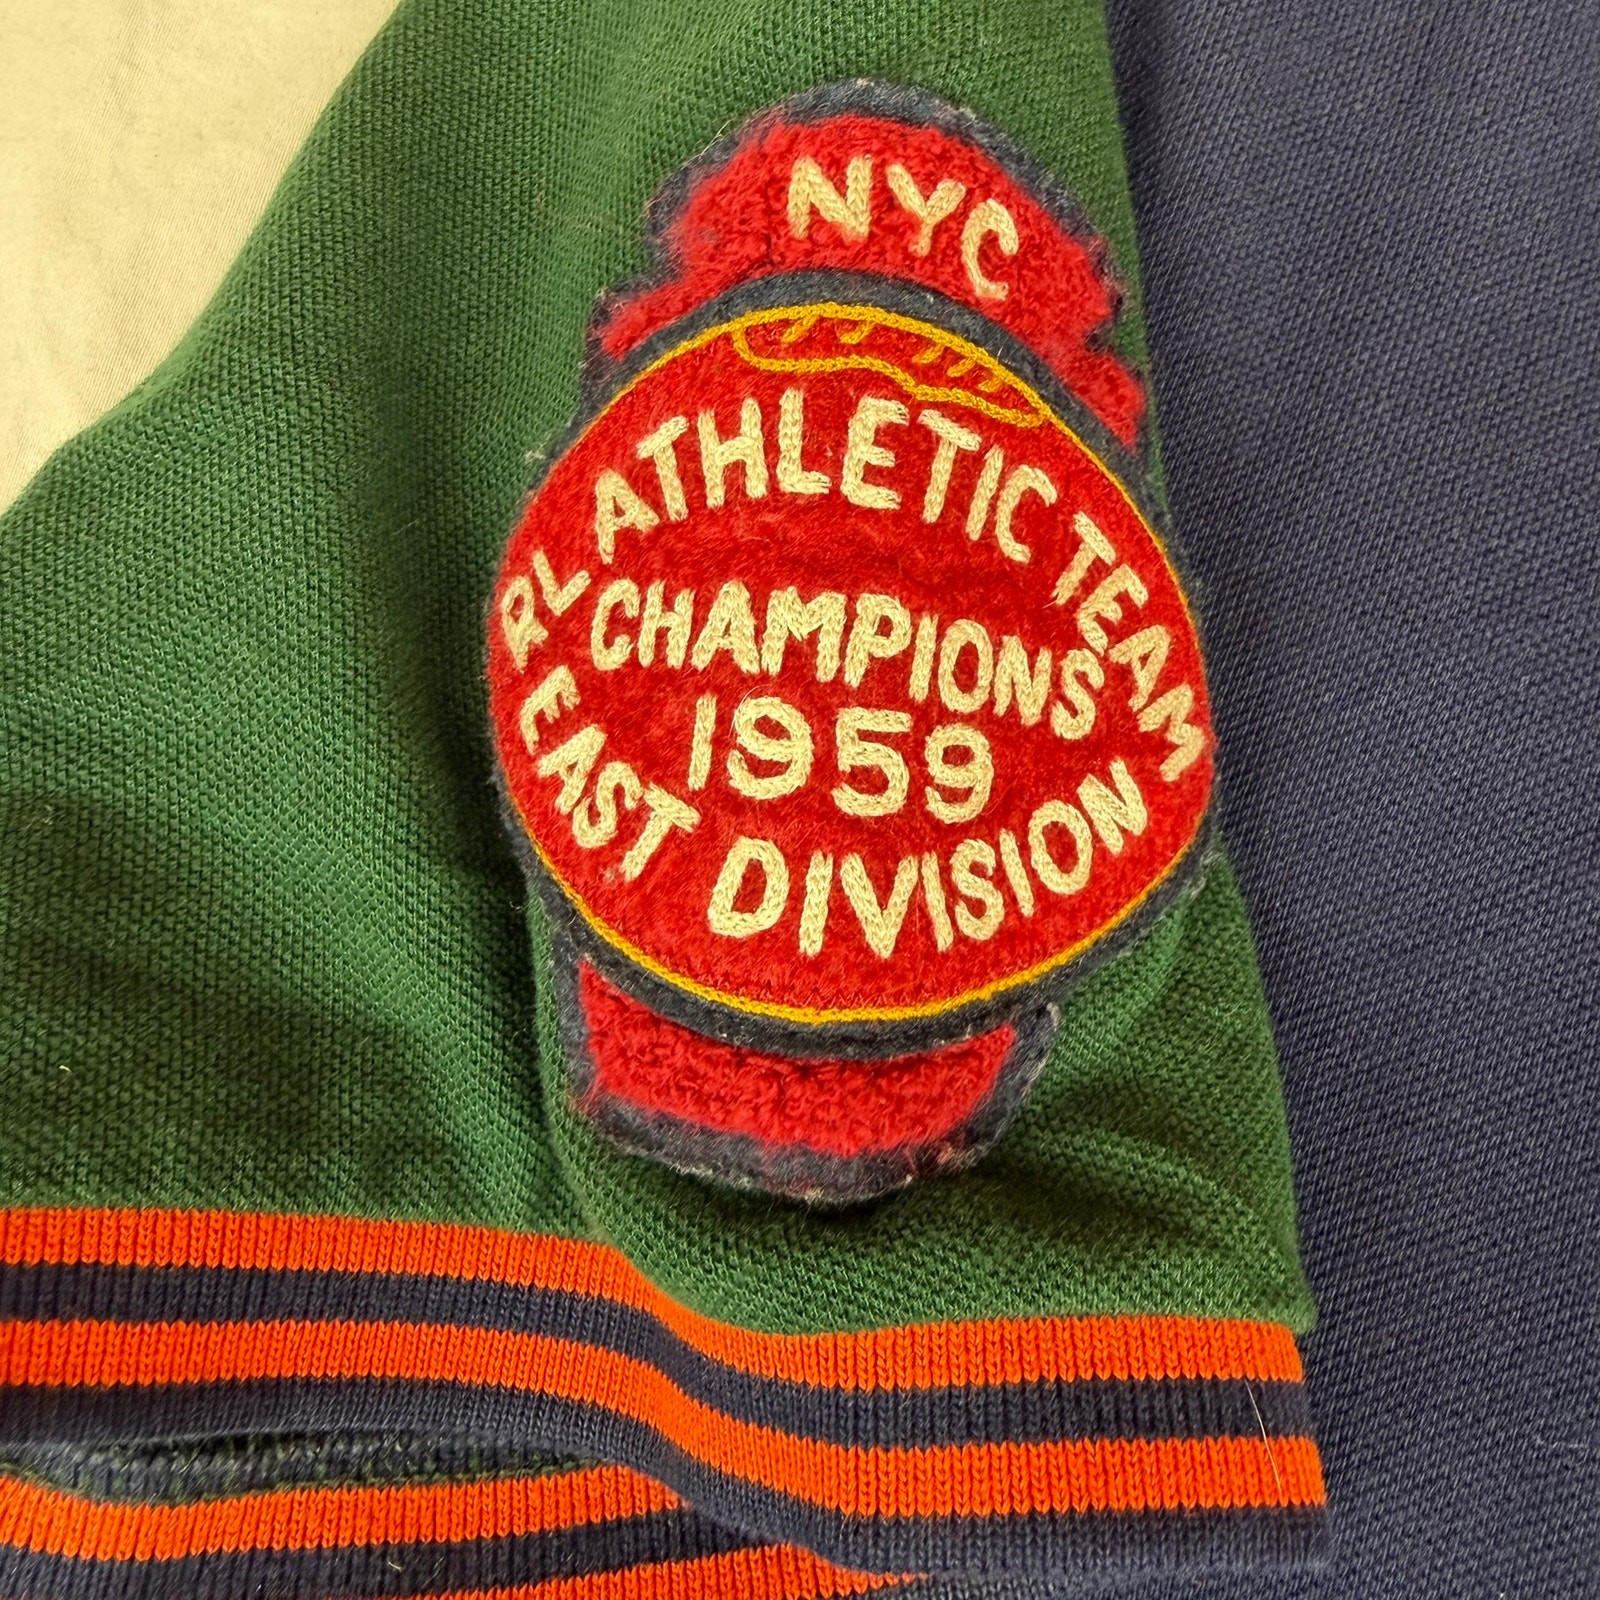 NYC
RL ATHLETIC TEAM
CHAMPIONS
1959
EAST DIVISION